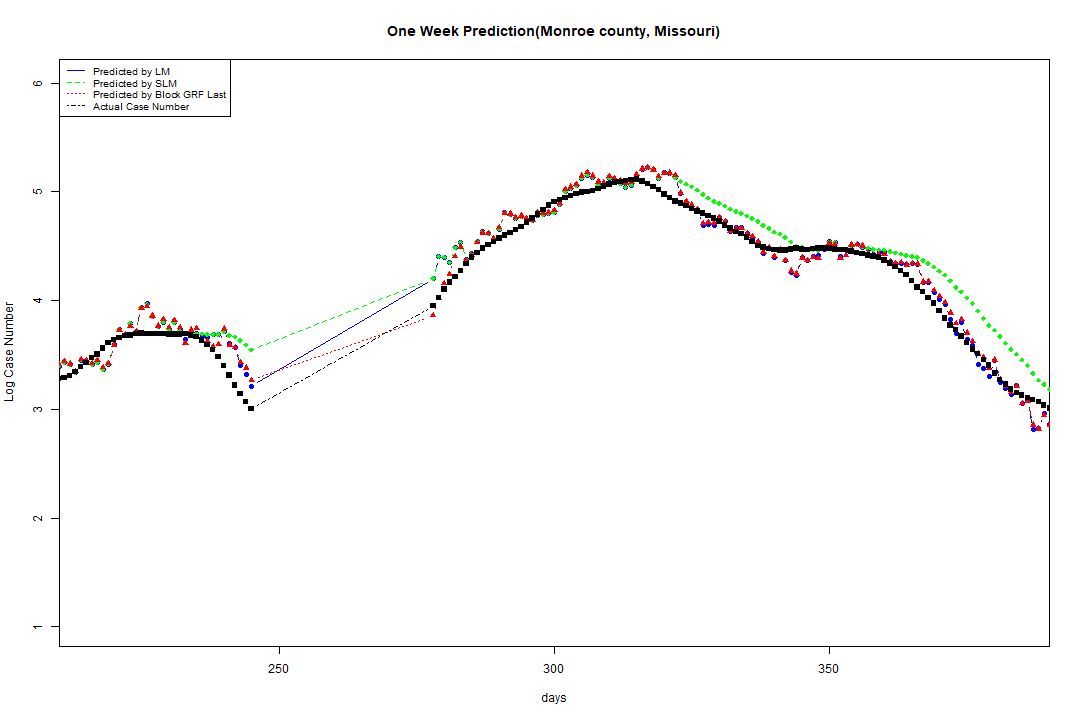 One Week Prediction(Monroe county, Missouri)
Predicted by LM
Predicted by SLM
Predicted by Block GRF Last
Actual Case Number
Log Case Number
6
5
4
3
2
1
250 300 350
days